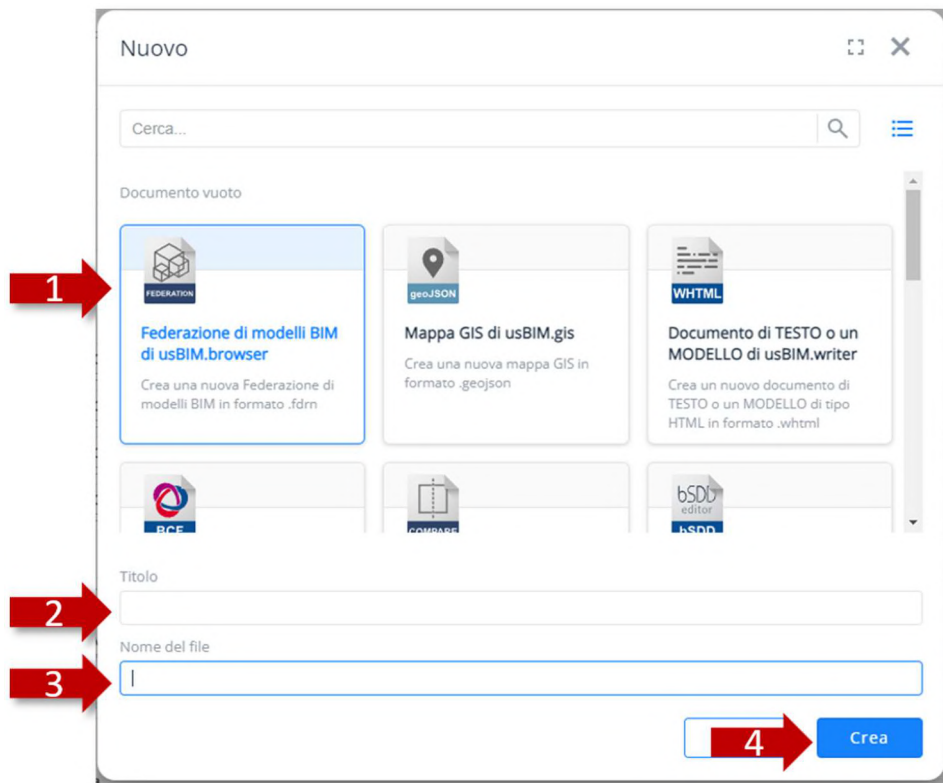 Nuovo
Cerca...
Documento vuoto
FEDERATION
geoJSON
WHTML
1
Federazione di modelli BIM
di usBIM.browser
Mappa GIS di usBIM.gis
Documento di TESTO o un
MODELLO di usBIM.writer
Crea una nuova Federazione di
modelli BIM in formato .fdrn
Crea una nuova mappa GIS in
formato .geojson
Crea un nuovo documento di
TESTO o un MODELLO di tipo
HTML in formato .whtml
BCF
COMPARE
bSDD
editor
bSDD
Titolo
2
Nome del file
3
4
Crea